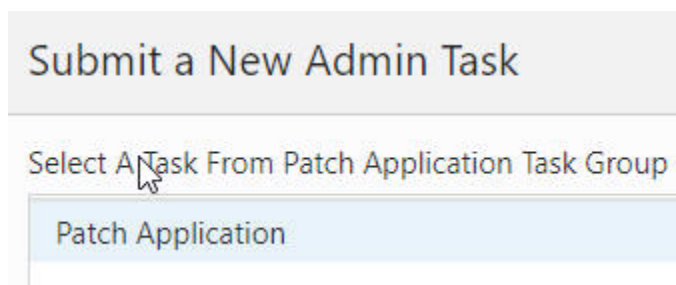 Submit a New Admin Task
Select A Task From Patch Application Task Group
Patch Application